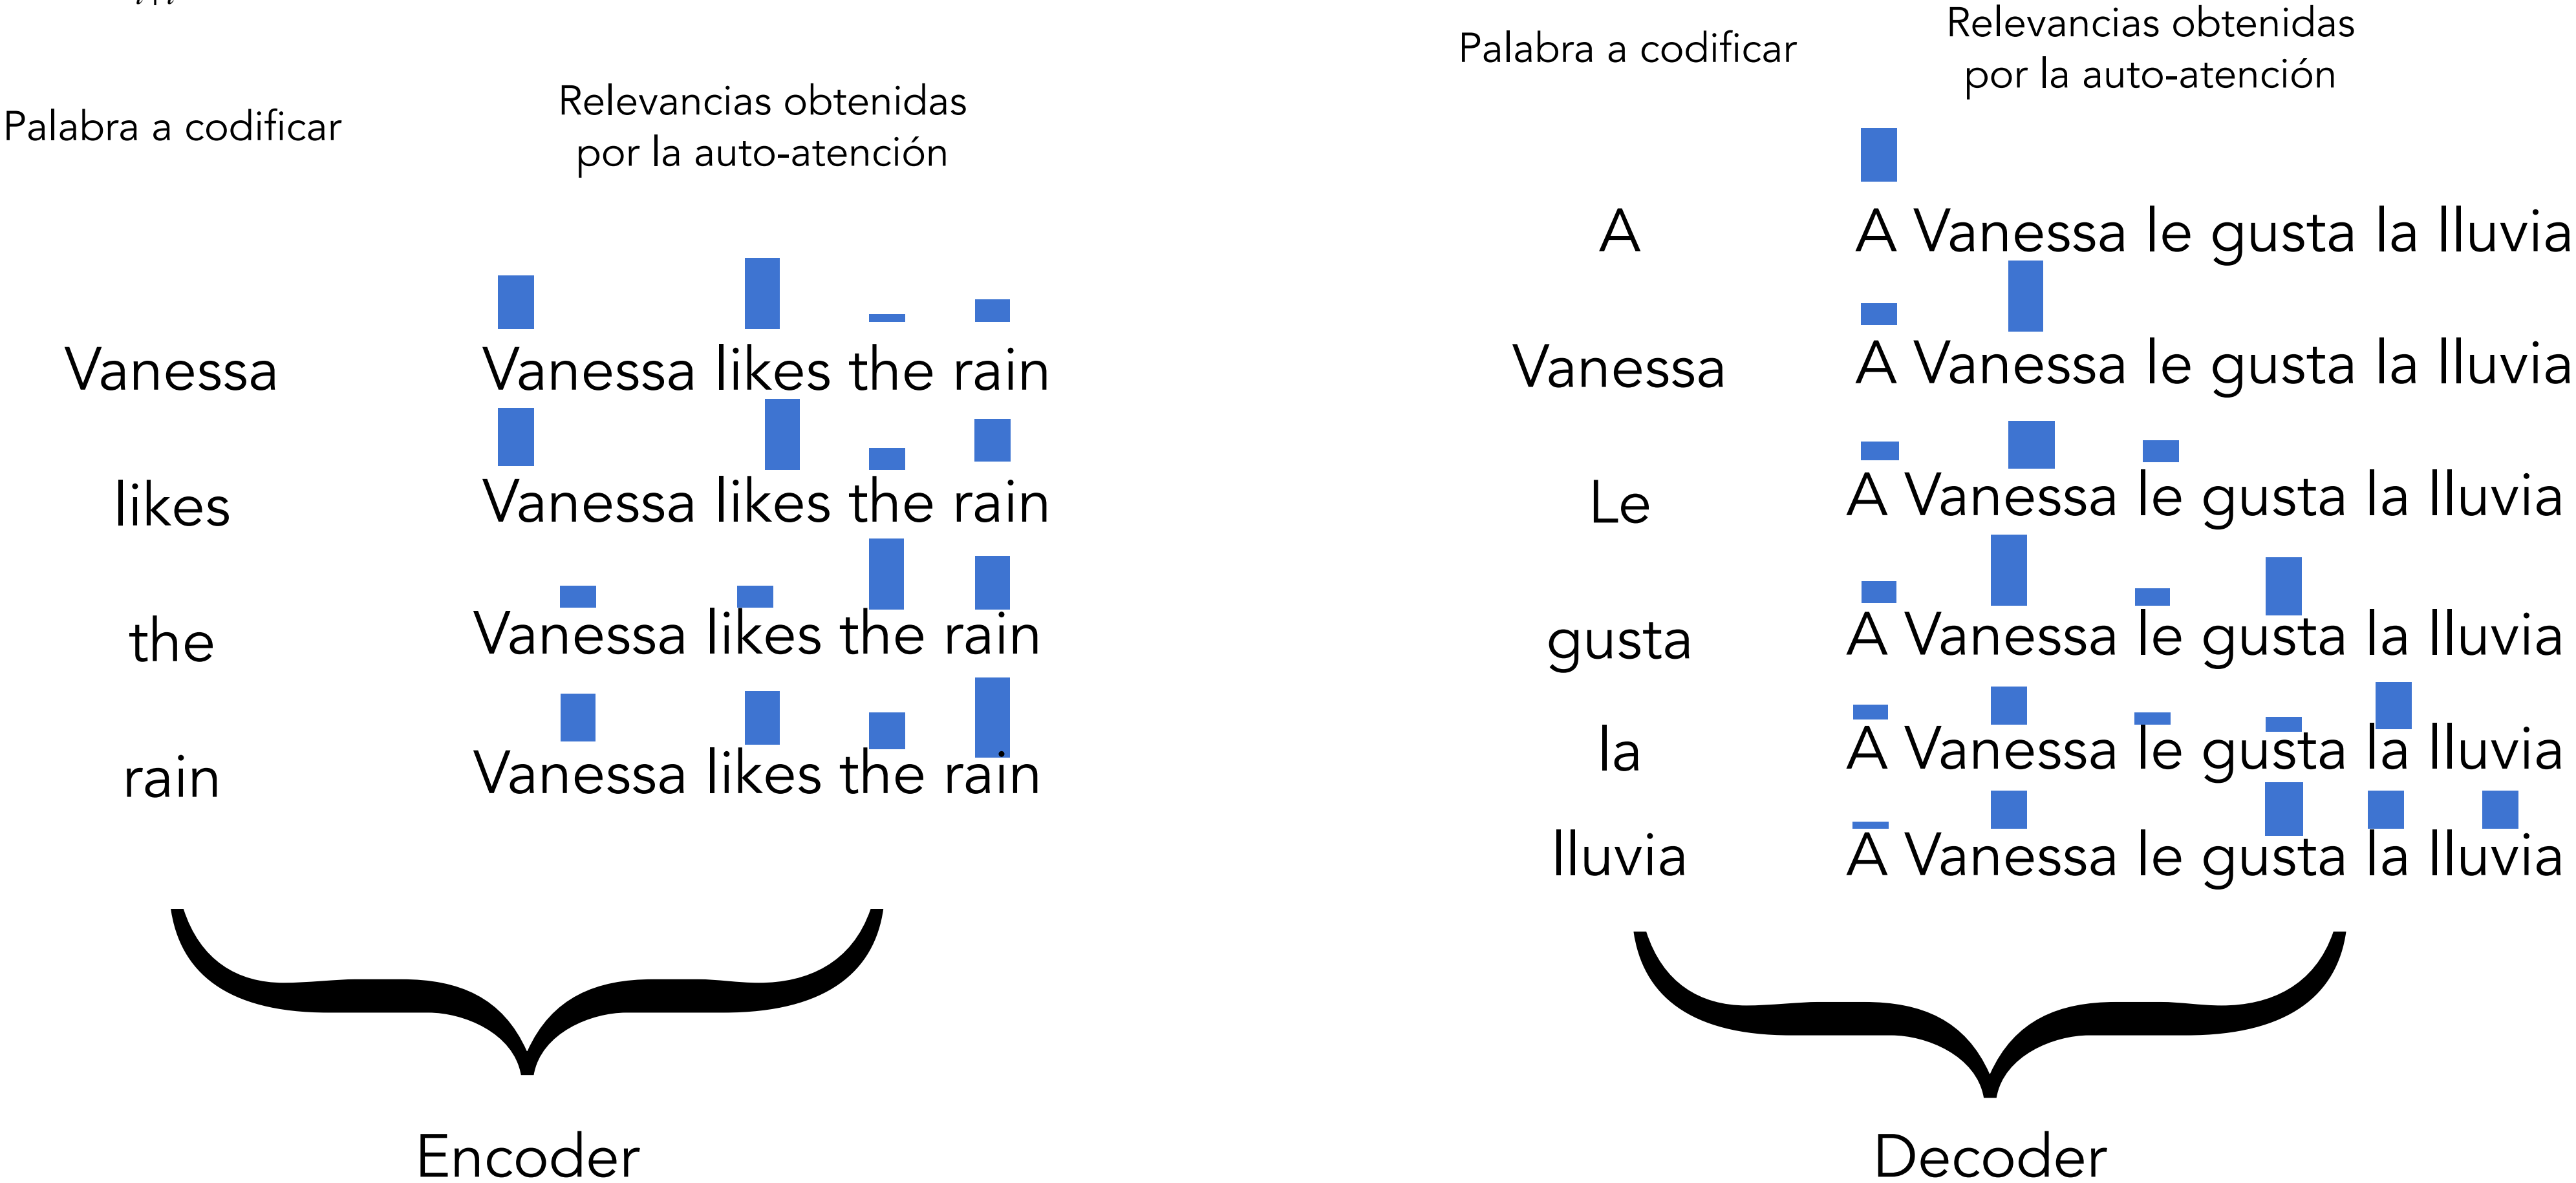 Palabra a codificar
Relevancias obtenidas
por la auto-atención
Vanessa
Vanessa likes the rain
likes
Vanessa likes the rain
the
Vanessa likes the rain
rain
Vanessa likes the rain
Encoder
Palabra a codificar
Relevancias obtenidas
por la auto-atención
A
A Vanessa le gusta la lluvia
Vanessa
A Vanessa le gusta la lluvia
Le
A Vanessa le gusta la lluvia
gusta
A Vanessa le gusta la lluvia
la
A Vanessa le gusta la lluvia
lluvia
A Vanessa le gusta la lluvia
Decoder